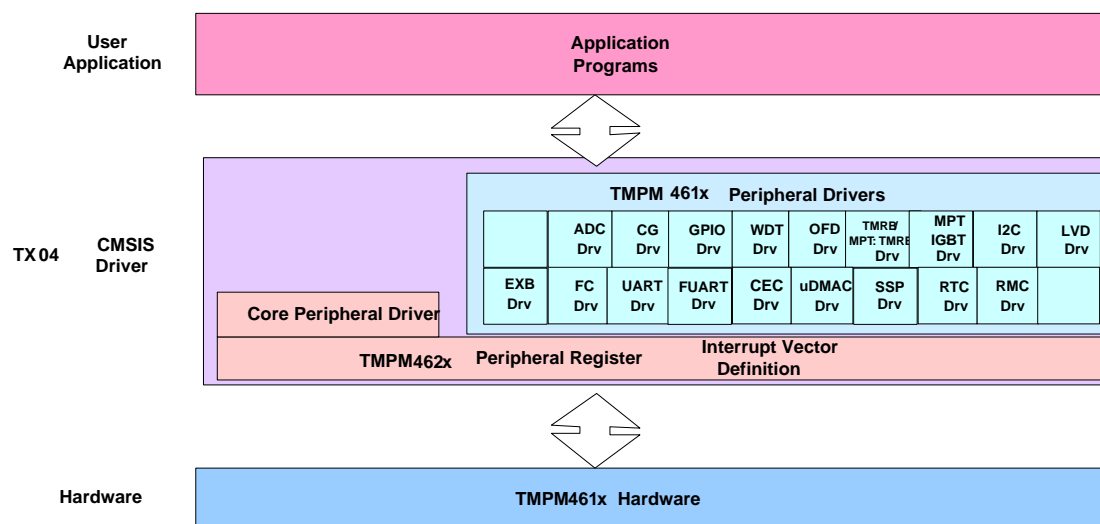 User
Application
Application
Programs
TX04
CMSIS
Driver
TMPM 461x Peripheral Drivers
ADC
Drv
CG
Drv
GPIO
Drv
WDT
Drv
OFD
Drv
TMRB/
MPT: TMRB
Drv
MPT
IGBT
Drv
I2C
Drv
LVD
Drv
EXB
Drv
FC
Drv
UART
Drv
FUART
Drv
CEC
Drv
uDMAC
Drv
SSP
Drv
RTC
Drv
RMC
Drv
Core Peripheral Driver
TMPM462x Peripheral Register
Interrupt Vector
Definition
Hardware
TMPM461x Hardware